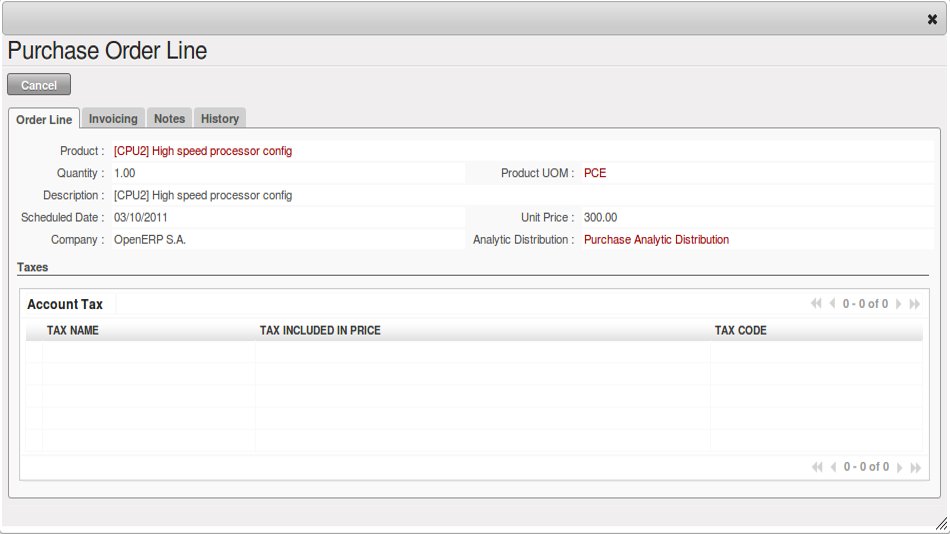 Purchase Order Line
Cancel
Order Line Invoicing Notes History
Product : [CPU2] High speed processor config
Quantity : 1.00 Product UOM : PCE
Description : [CPU2] High speed processor config
Scheduled Date : 03/10/2011 Unit Price : 300.00
Company : OpenERP S.A. Analytic Distribution : Purchase Analytic Distribution
Taxes
Account Tax 0 - 0 of 0
TAX NAME TAX INCLUDED IN PRICE TAX CODE
0 - 0 of 0